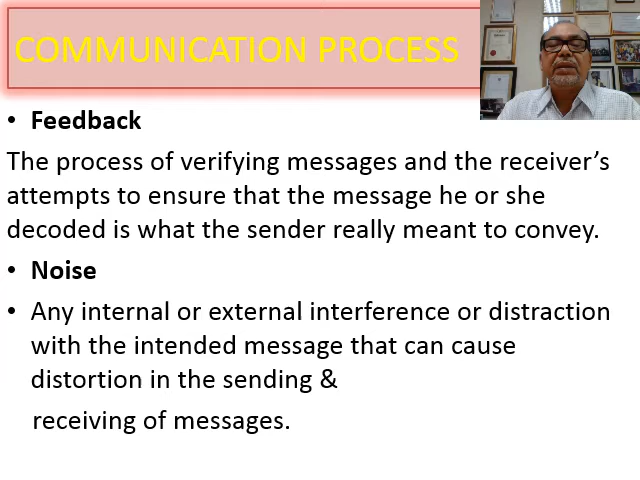 COMMUNICATION PROCESS
• Feedback
The process of verifying messages and the receiver’s
attempts to ensure that the message he or she
decoded is what the sender really meant to convey.
• Noise
• Any internal or external interference or distraction
with the intended message that can cause
distortion in the sending &
receiving of messages.